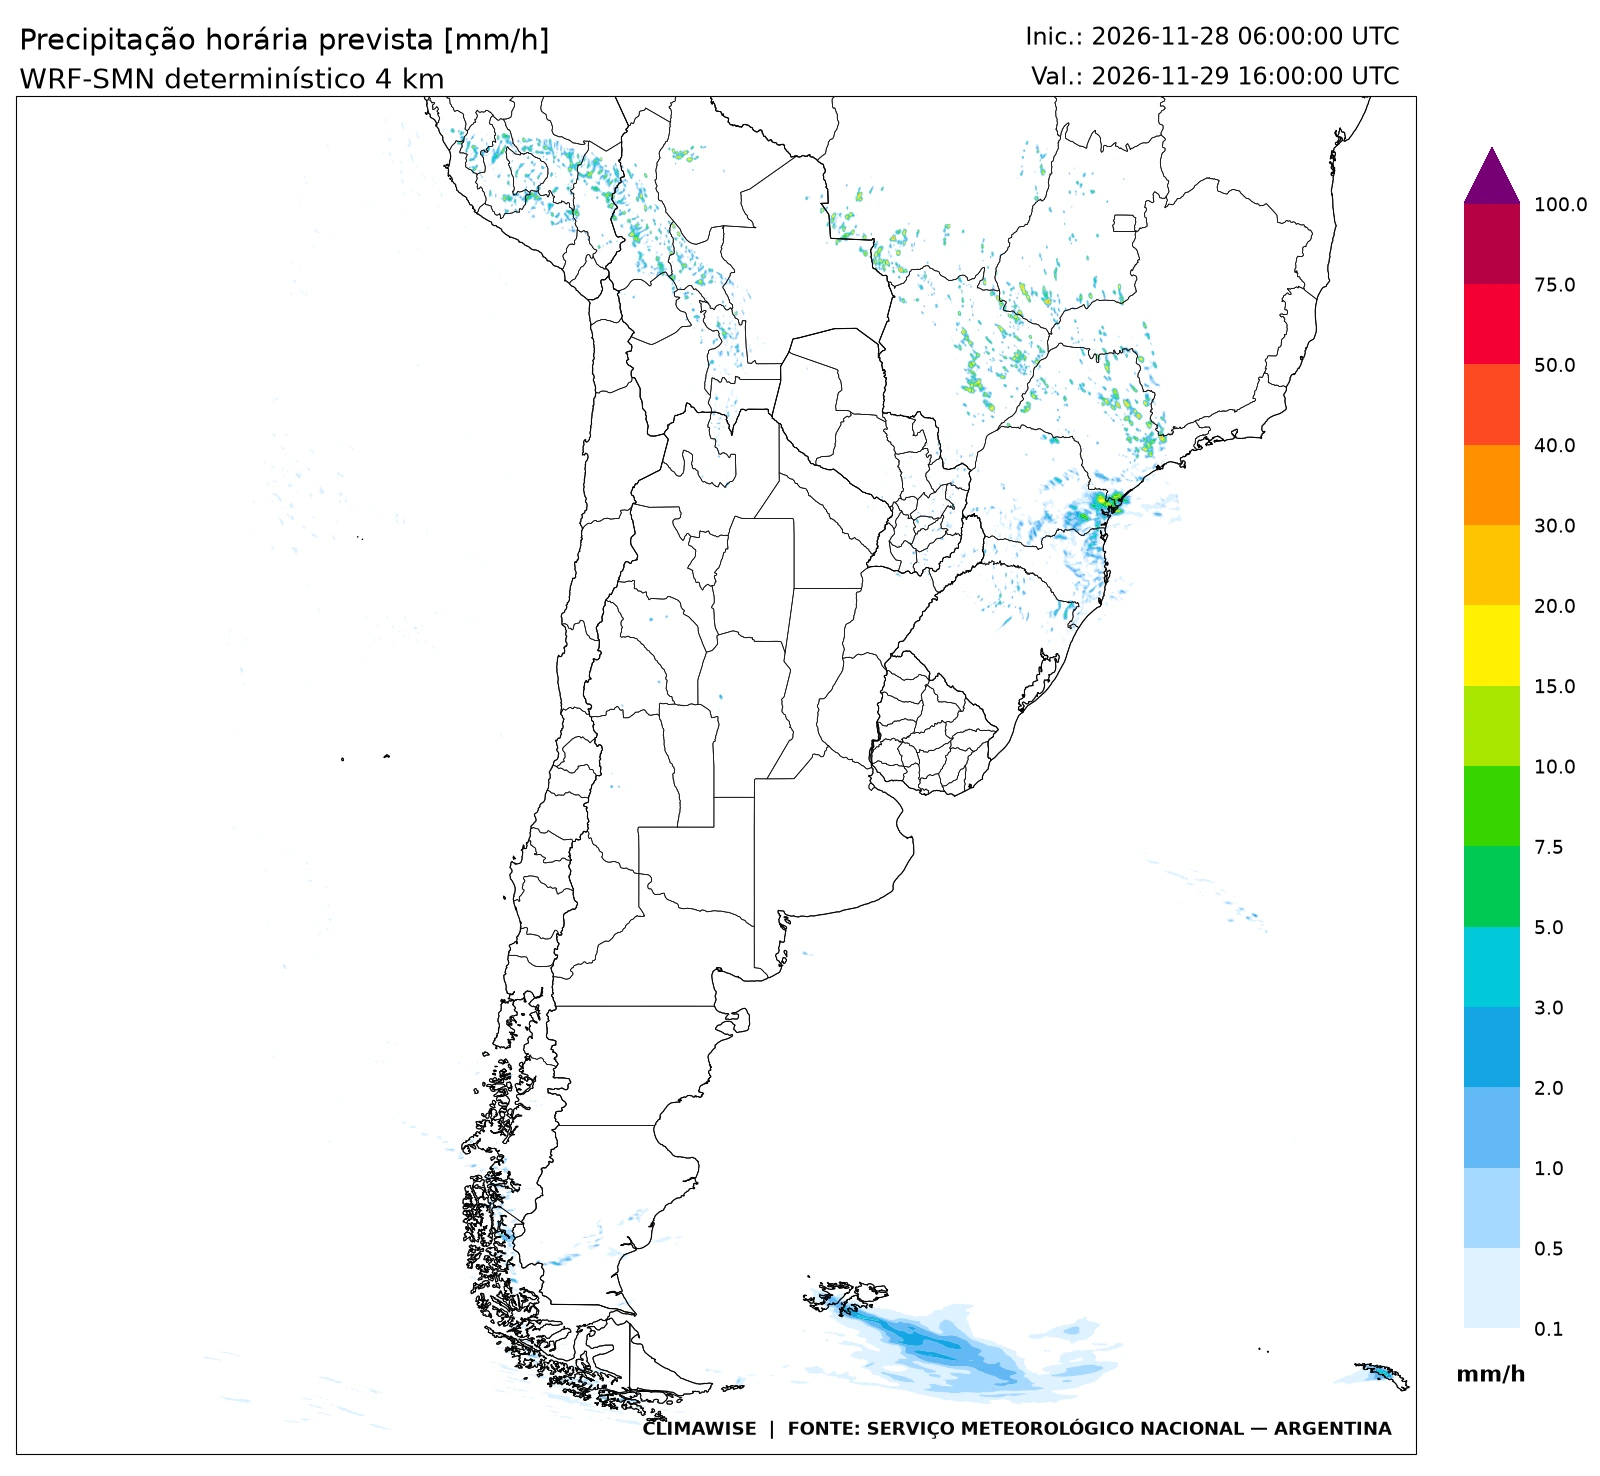 Precipitação horária prevista [mm/h]
WRF-SMN determinístico 4 km
Inic.: 2026-11-28 06:00:00 UTC
Val.: 2026-11-29 16:00:00 UTC
100.0
75.0
50.0
40.0
30.0
20.0
15.0
10.0
7.5
5.0
3.0
2.0
1.0
0.5
0.1
mm/h
CLIMAWISE | FONTE: SERVIÇO METEOROLÓGICO NACIONAL — ARGENTINA